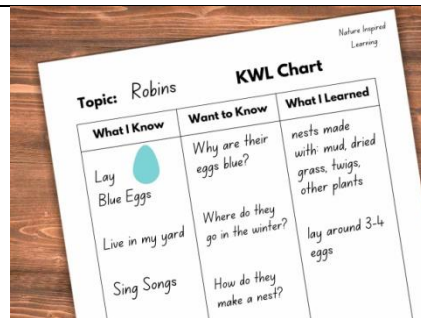 Nature Inspired
Learning
KWL Chart
Topic: Robins
What I Know
Want to Know
What I Learned
Lay
Blue Eggs
Live in my yard
Sing Songs
Why are their
eggs blue?
Where do they
go in the winter?
How do they
make a nest?
nests made
with: mud, dried
grass, twigs,
other plants
lay around 3-4
eggs